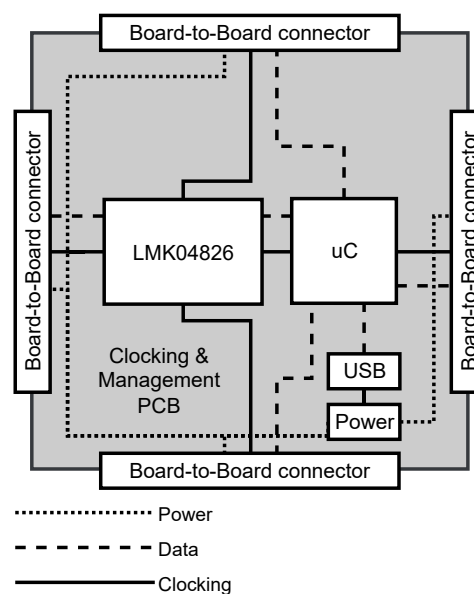 Board-to-Board connector
Board-to-Board connector
LMK04826
uC
Board-to-Board connector
Clocking &
Management
PCB
USB
Power
Board-to-Board connector
Power
Data
Clocking